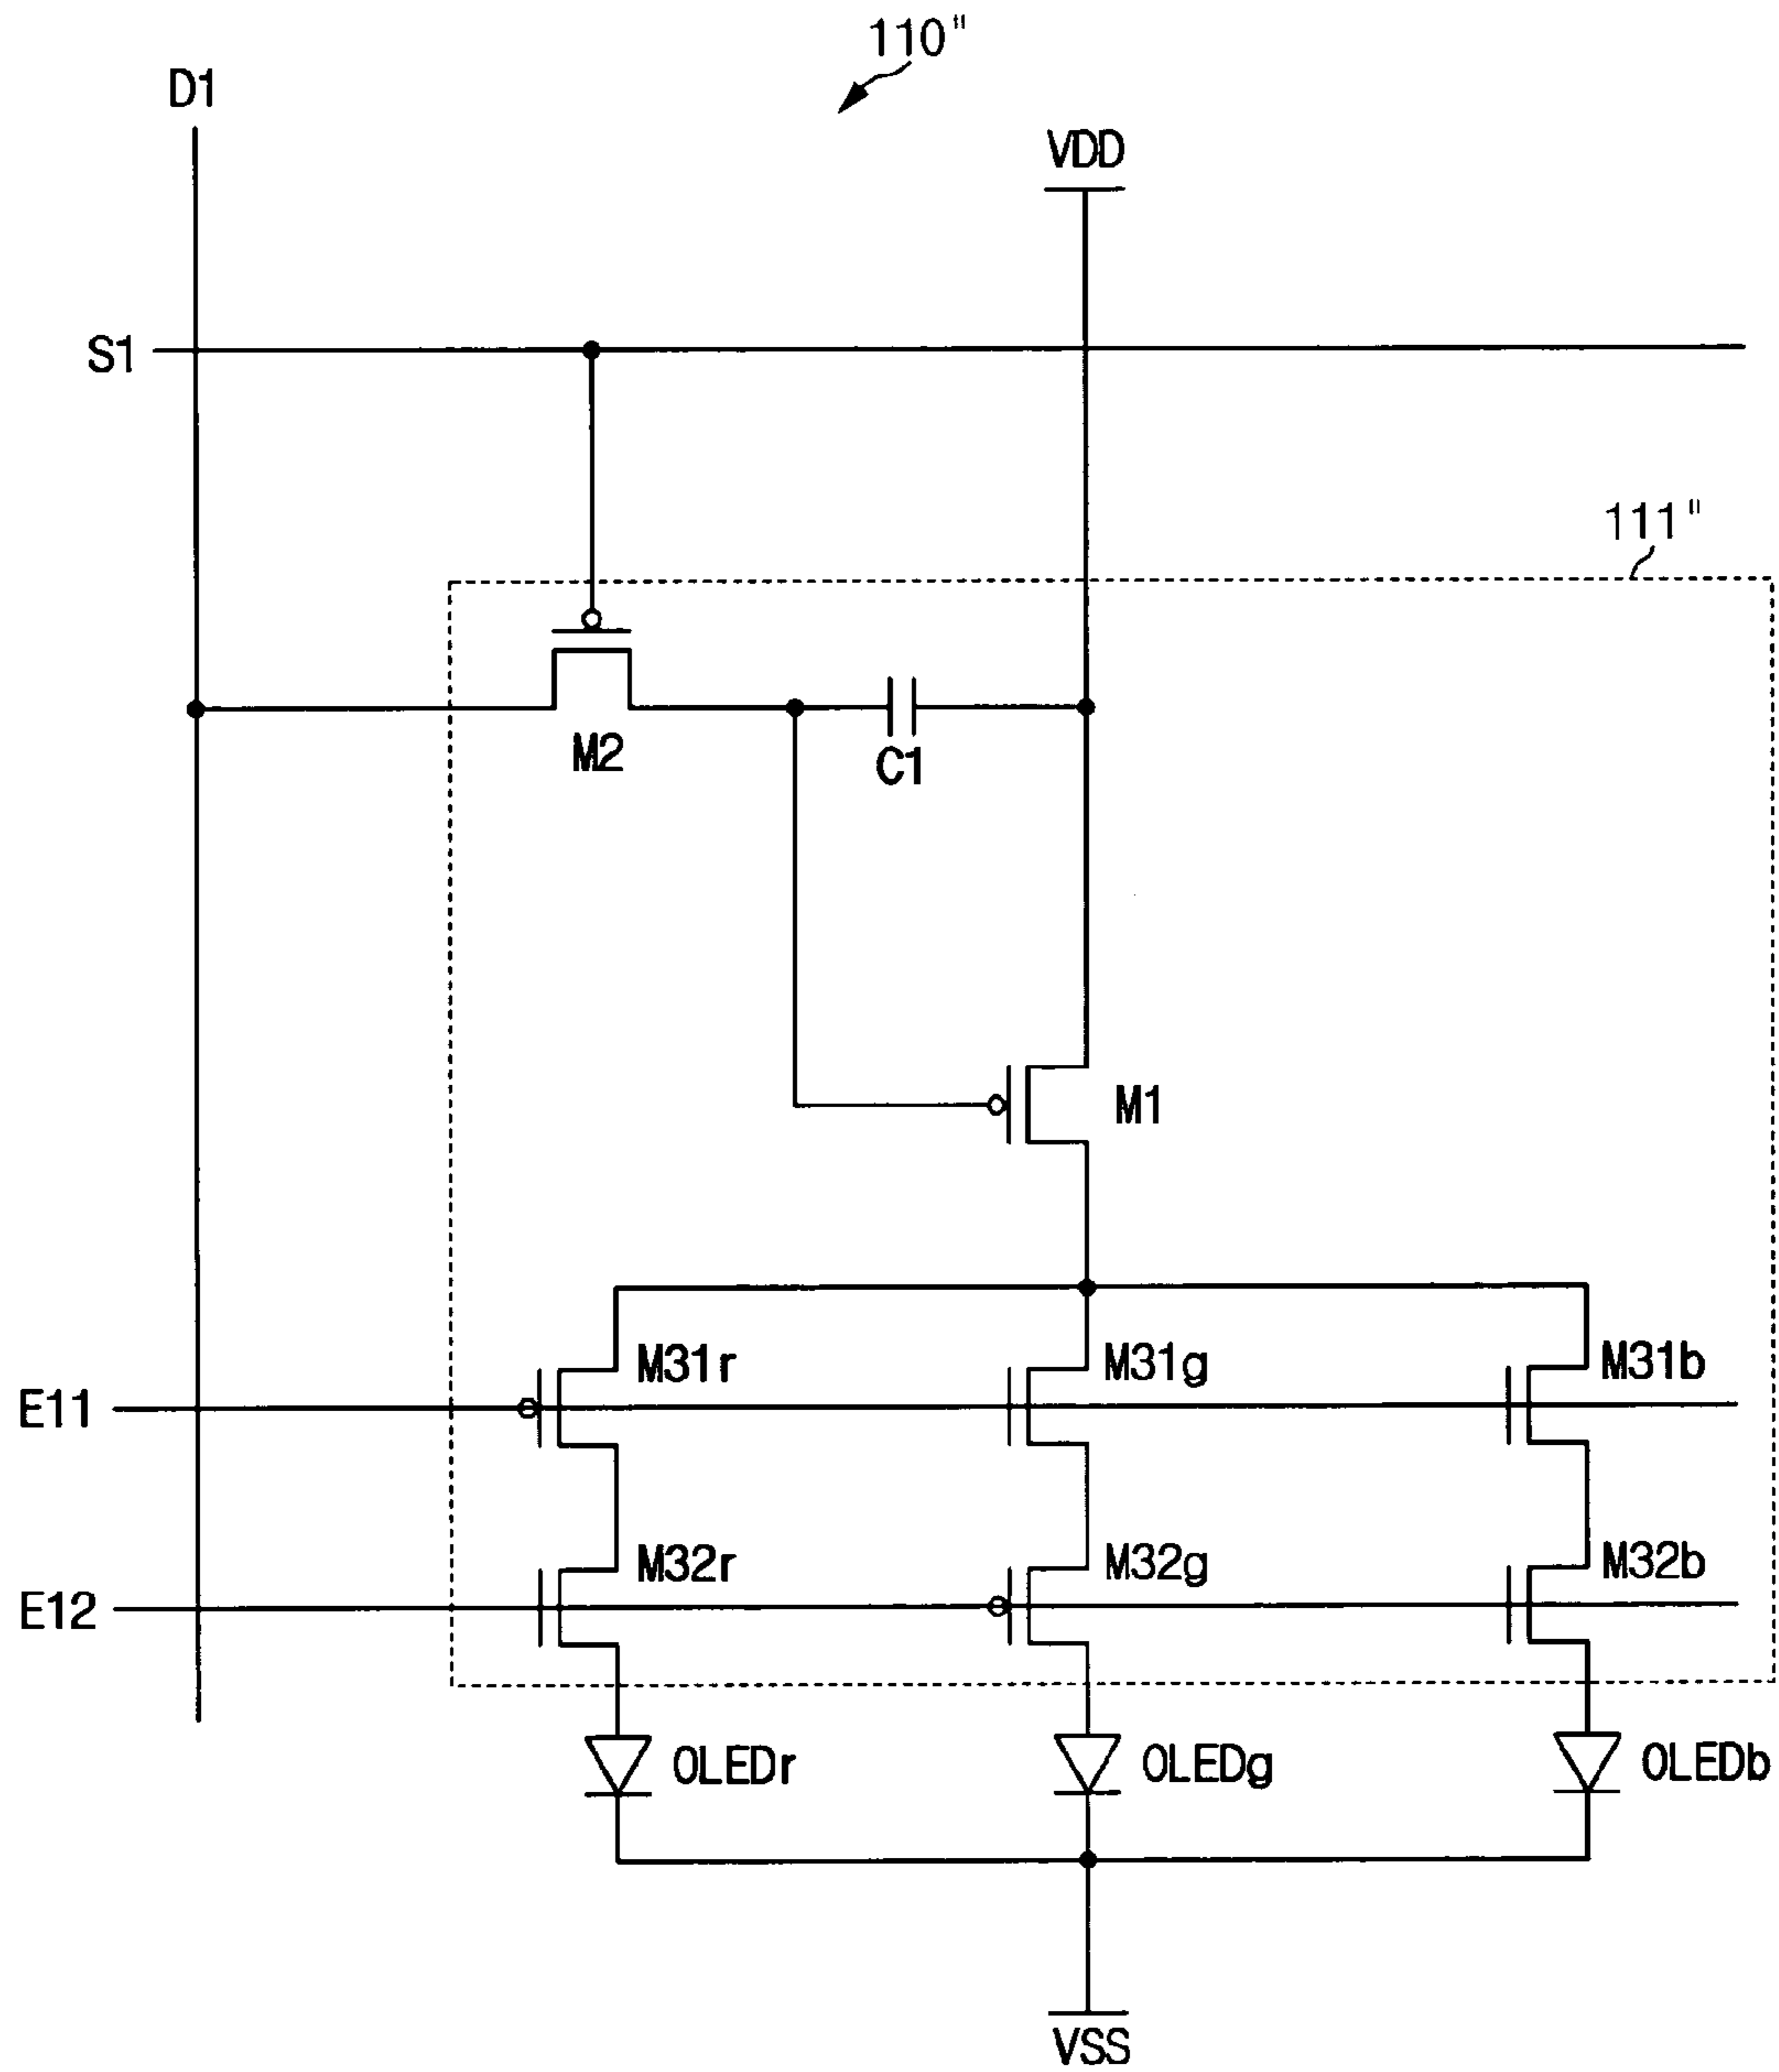 110"
D1
VDD
S1
111"
M2
C1
M1
M31r
M31g
M31b
E11
M32r
M32g
M32b
E12
OLEDr
OLEDg
OLEDb
VSS